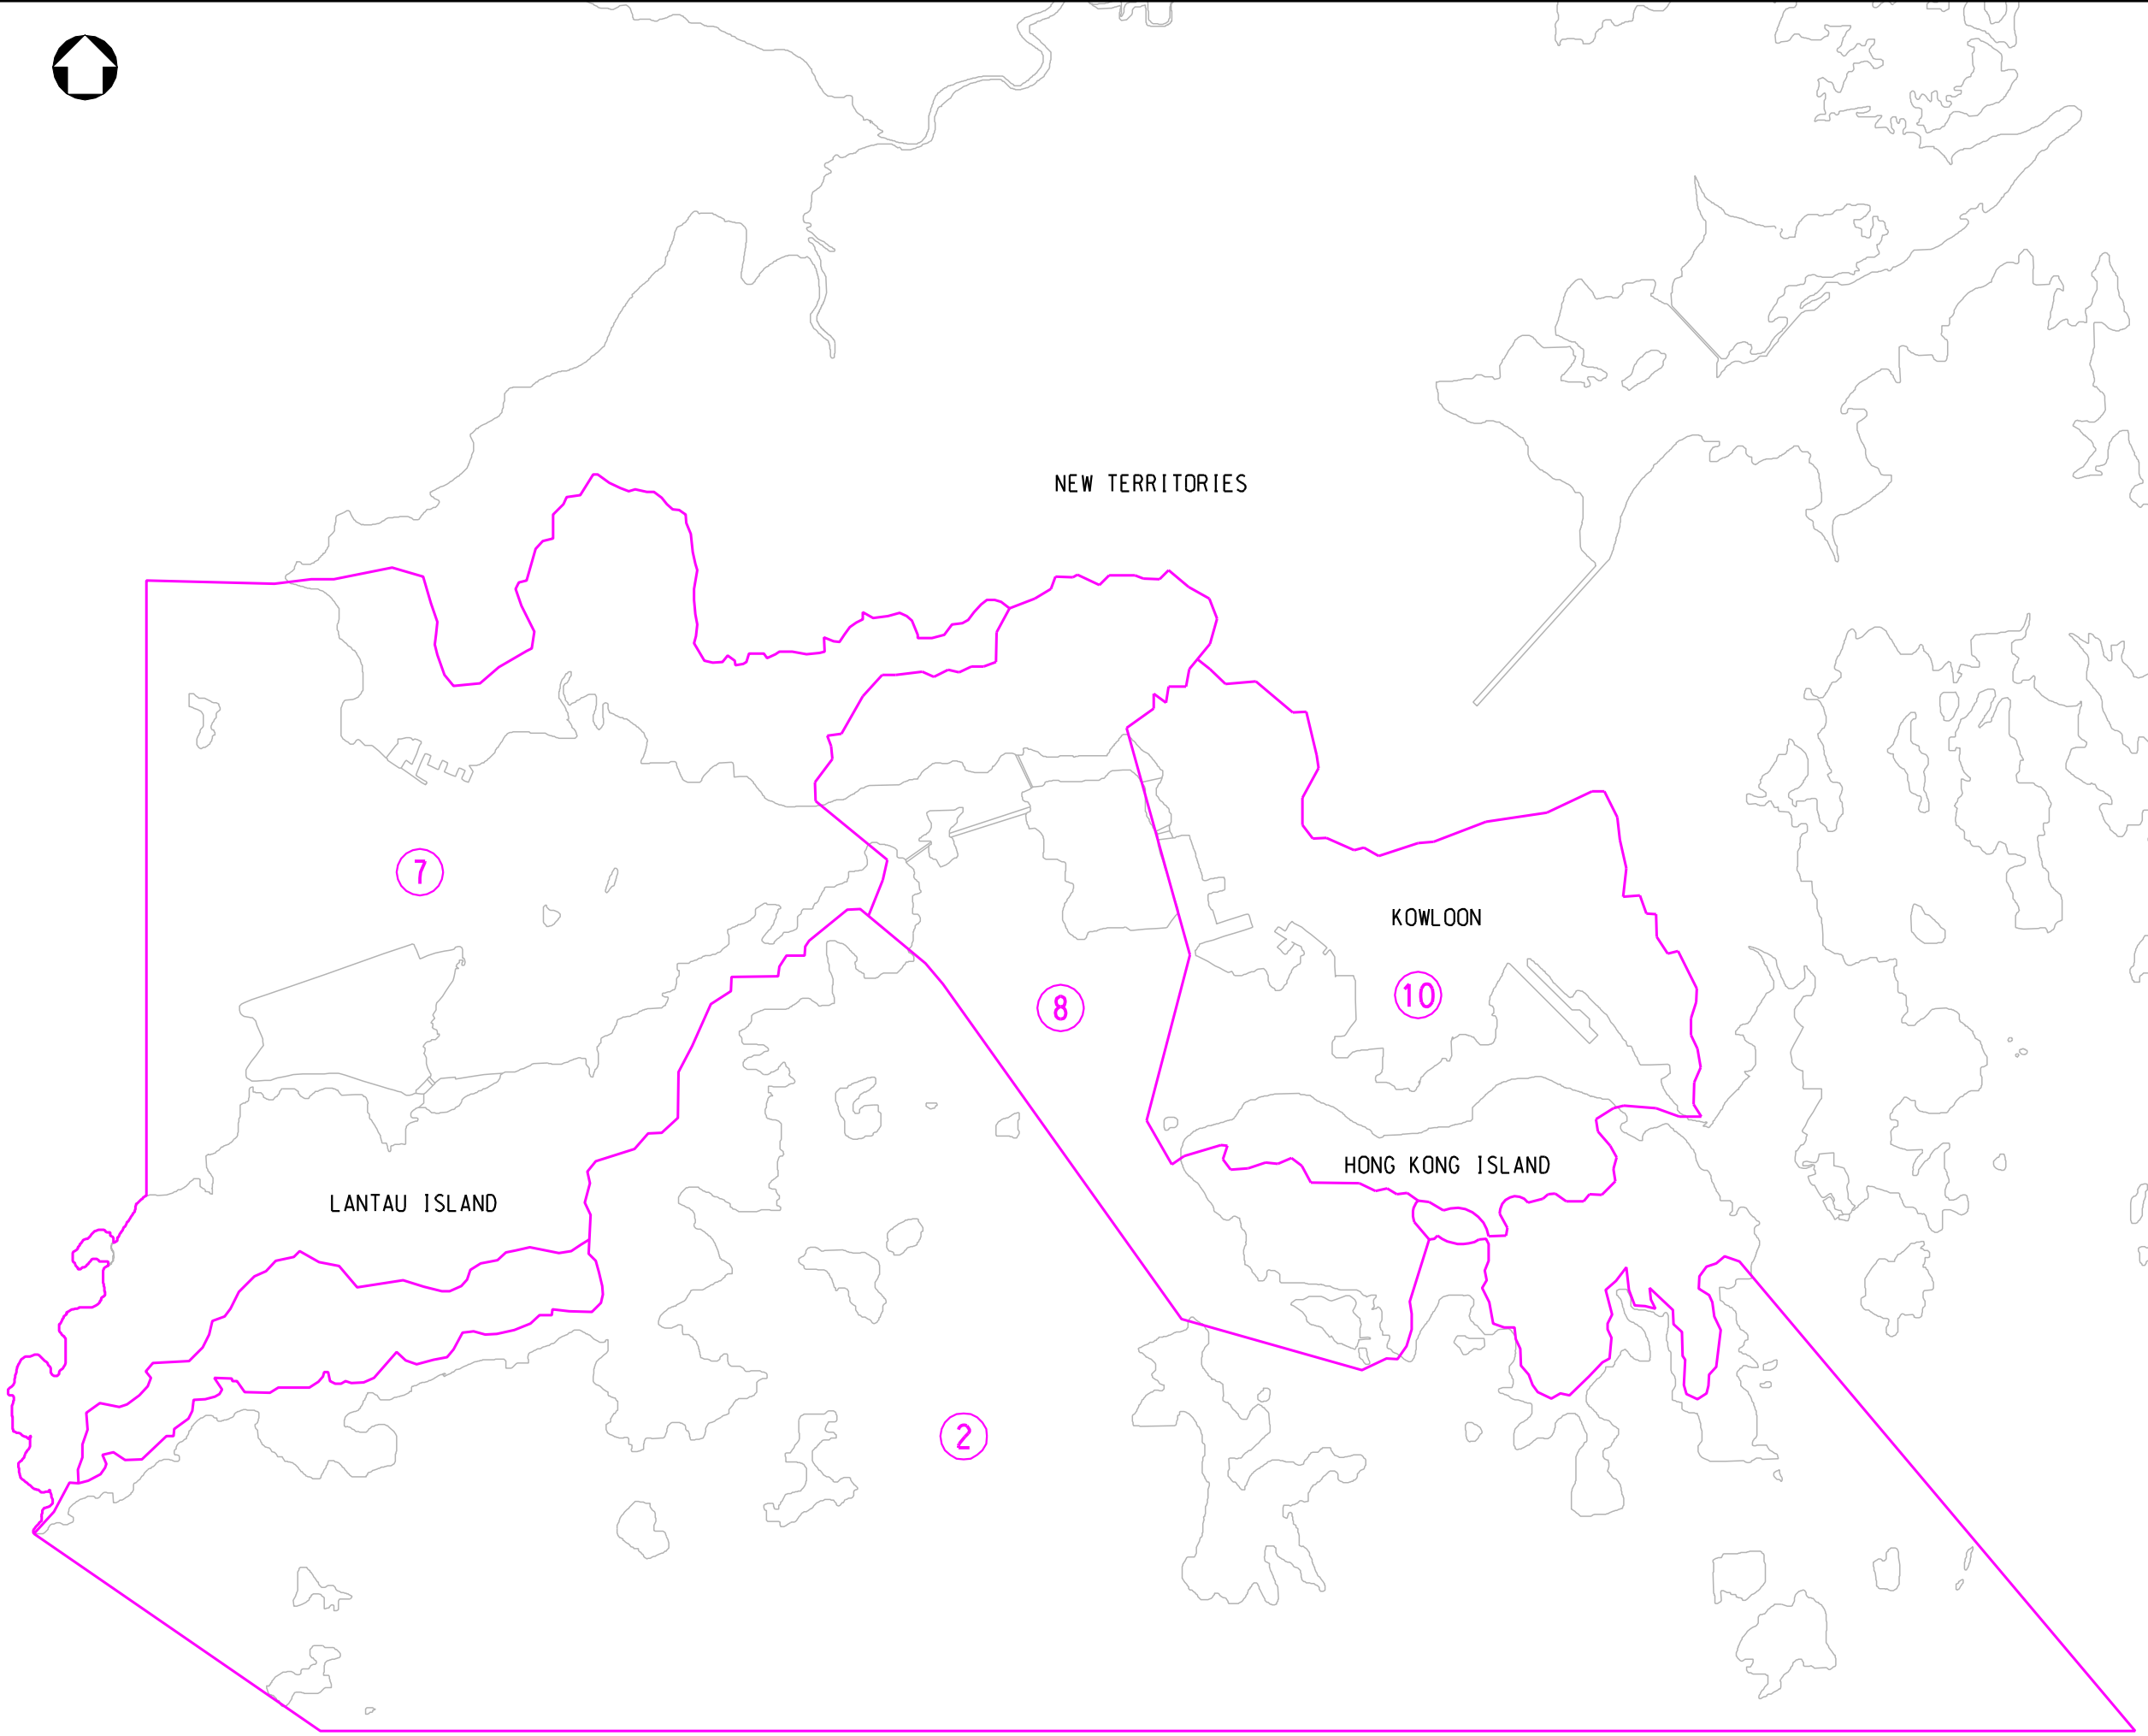 NEW TERRITORIES
7
KOWLOON
8
10
HONG KONG ISLAND
LANTAU ISLAND
2